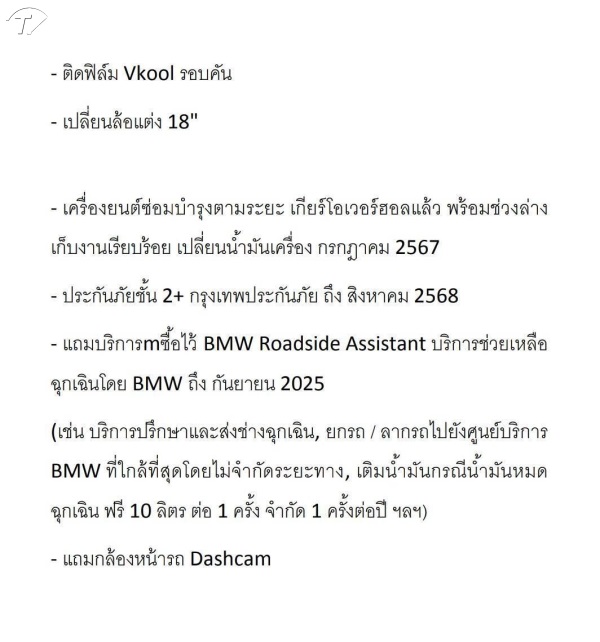 T
- ติดฟิล์ม Vkool รอบคัน
- เปลี่ยนล้อแต่ง 18"
- เครื่องยนต์ซ่อมบำรุงตามระยะ เกียร์โอเวอร์ฮอลแล้ว พร้อมช่วงล่าง
เก็บงานเรียบร้อย เปลี่ยนน้ำมันเครื่อง กรกฎาคม 2567
- ประกันภัยชั้น 2+ กรุงเทพประกันภัย ถึง สิงหาคม 2568
- แถมบริการmซื้อไว้ BMW Roadside Assistant บริการช่วยเหลือ
ฉุกเฉินโดย BMW ถึง กันยายน 2025
(เช่น บริการปรึกษาและส่งช่างฉุกเฉิน, ยกรถ / ลากรถไปยังศูนย์บริการ
BMW ที่ใกล้ที่สุดโดยไม่จำกัดระยะทาง, เติมน้ำมันกรณีน้ำมันหมด
ฉุกเฉิน ฟรี 10 ลิตร ต่อ 1 ครั้ง จำกัด 1 ครั้งต่อปี ฯลฯ)
- แถมกล้องหน้ารถ Dashcam